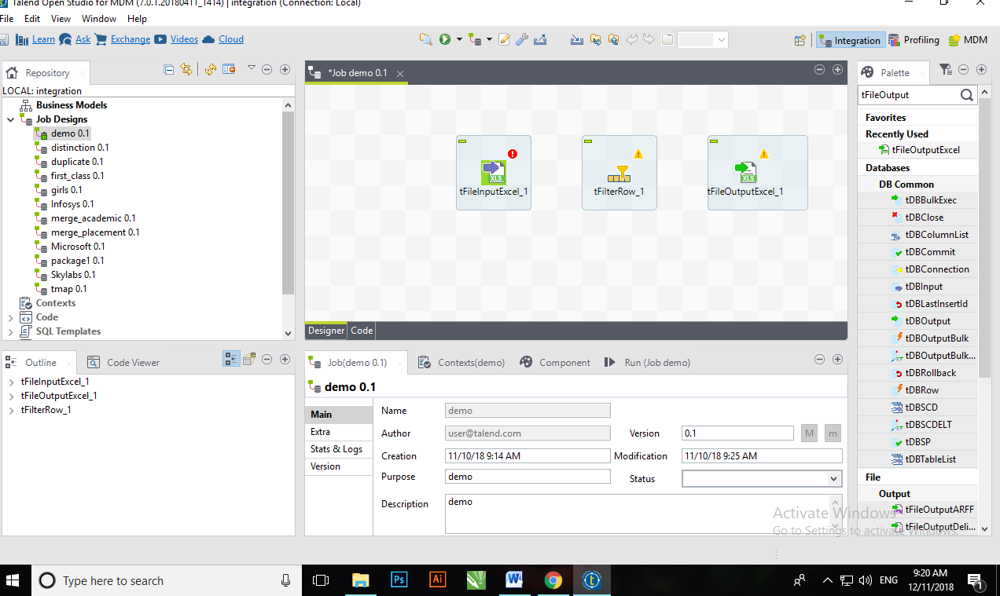 Talend Open Studio for MDM (7.0.1.20180411_1414) | integration (Connection: Local)
File Edit View Window Help
Learn Ask Exchange Videos Cloud
Integration Profiling MDM
Repository
LOCAL: integration
Business Models
Job Designs
demo 0.1
distinction 0.1
duplicate 0.1
first_class 0.1
girls 0.1
Infosys 0.1
merge_academic 0.1
merge_placement 0.1
Microsoft 0.1
package1 0.1
Skylabs 0.1
tmap 0.1
Contexts
Code
SQL Templates
*Job demo 0.1
tFileInputExcel_1
tFilterRow_1
tFileOutputExcel_1
XLS
XLS
Designer Code
Palette
tFileOutput
Favorites
Recently Used
tFileOutputExcel
Databases
DB Common
tDBBulkExec
tDBClose
tDBColumnList
tDBCommit
tDBConnection
tDBInput
tDBLastInsertId
tDBOutput
tDBOutputBulk
tDBOutputBulk...
tDBRollback
tDBRow
tDBSCD
tDBSCDELT
tDBSP
tDBTableList
File
Output
tFileOutputARFF
tFileOutputDeli...
Outline Code Viewer
tFileInputExcel_1
tFileOutputExcel_1
tFilterRow_1
Job(demo 0.1) Contexts(demo) Component Run (Job demo)
demo 0.1
Main
Extra
Stats & Logs
Version
Name demo
Author user@talend.com Version 0.1 M m
Creation 11/10/18 9:14 AM Modification 11/10/18 9:25 AM
Purpose demo Status
Description demo
Activate Windows
Go to Settings to activate Windows.
Type here to search
Ps
Ai
W
ENG
9:20 AM
12/11/2018
1